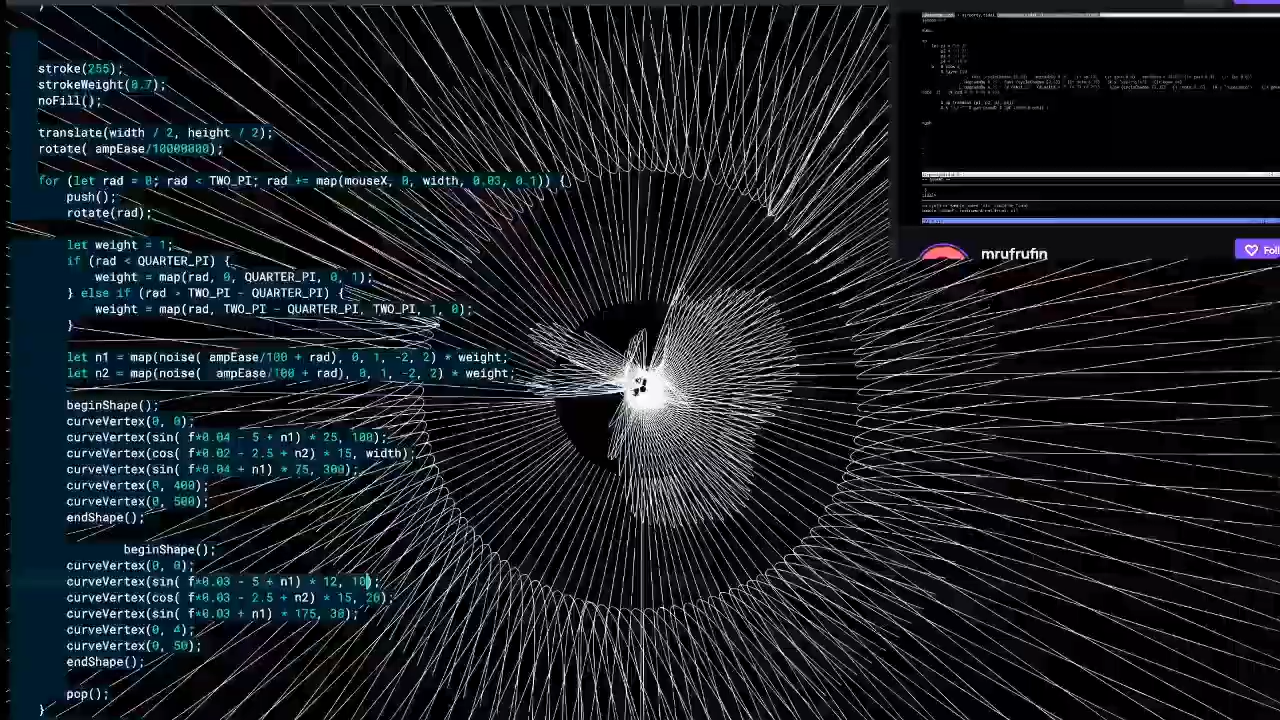 }
stroke(255);
strokeWeight(0.7);
noFill();
translate(width / 2, height / 2);
rotate( ampEase/10000000);
for (let rad = 0; rad < TWO_PI; rad += map(mouseX, 0, width, 0.03, 0.1)) {
push();
rotate(rad);
let weight = 1;
if (rad < QUARTER_PI) {
weight = map(rad, 0, QUARTER_PI, 0, 1);
} else if (rad > TWO_PI - QUARTER_PI) {
weight = map(rad, TWO_PI - QUARTER_PI, TWO_PI, 1, 0);
}
let n1 = map(noise( ampEase/100 + rad), 0, 1, -2, 2) * weight;
let n2 = map(noise(  ampEase/100 + rad), 0, 1, -2, 2) * weight;
beginShape();
curveVertex(0, 0);
curveVertex(sin( f*0.04 - 5 + n1) * 25, 100);
curveVertex(cos( f*0.02 - 2.5 + n2) * 15, width);
curveVertex(sin( f*0.04 + n1) * 75, 300);
curveVertex(0, 400);
curveVertex(0, 500);
endShape();
beginShape();
curveVertex(0, 0);
curveVertex(sin( f*0.03 - 5 + n1) * 12, 10);
curveVertex(cos( f*0.03 - 2.5 + n2) * 15, 20);
curveVertex(sin( f*0.03 + n1) * 175, 30);
curveVertex(0, 4);
curveVertex(0, 50);
endShape();
pop();
}
mrufrufin
Foll